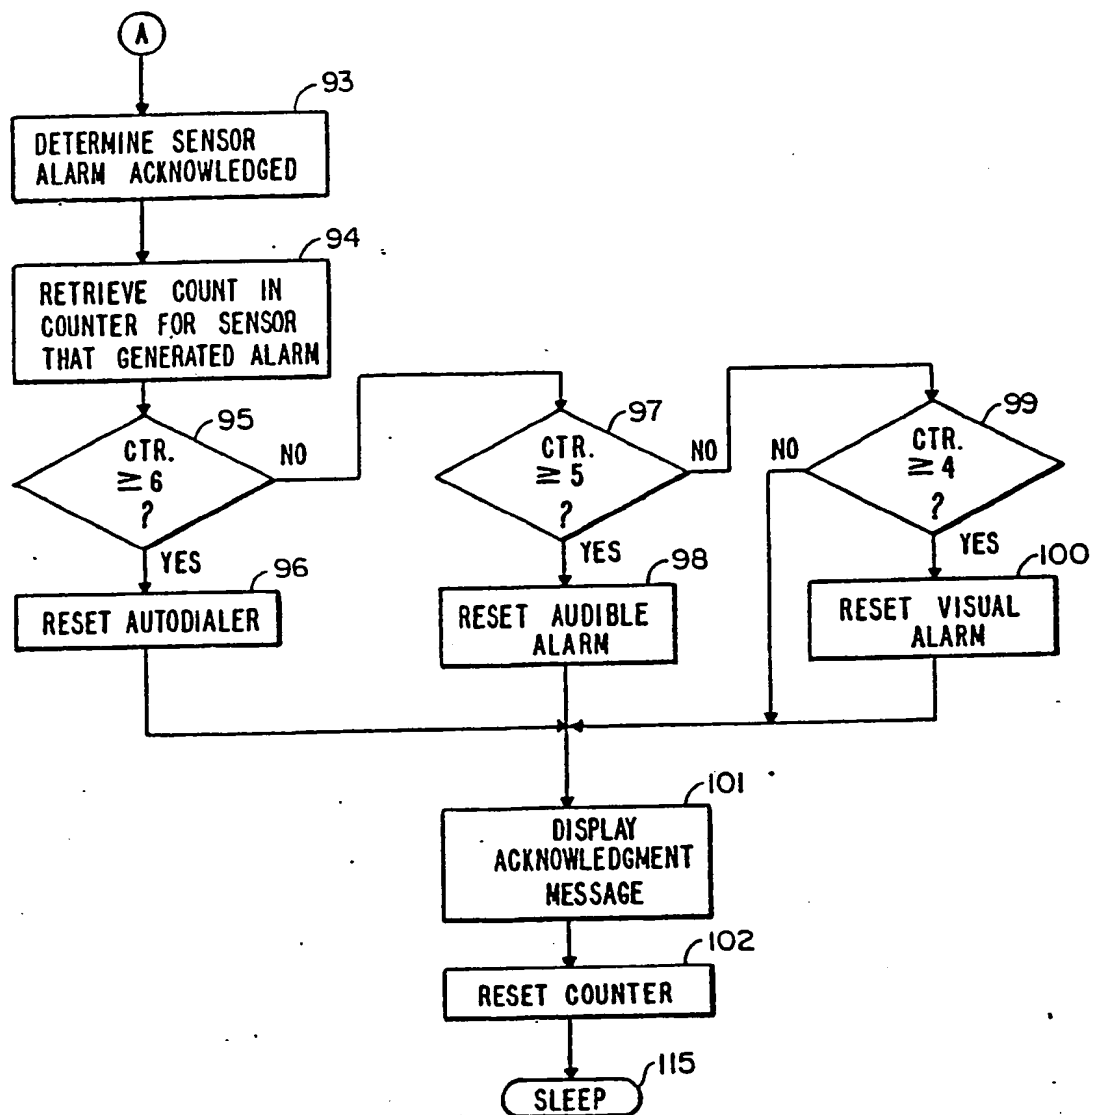 A
93
DETERMINE SENSOR
ALARM ACKNOWLEDGED
94
RETRIEVE COUNT IN
COUNTER FOR SENSOR
THAT GENERATED ALARM
95
CTR.
≥ 6
?
NO
YES
97
CTR.
≥ 5
?
NO
YES
99
NO
CTR.
≥ 4
?
YES
96
RESET AUTODIALER
98
RESET AUDIBLE
ALARM
100
RESET VISUAL
ALARM
101
DISPLAY
ACKNOWLEDGMENT
MESSAGE
102
RESET COUNTER
115
SLEEP